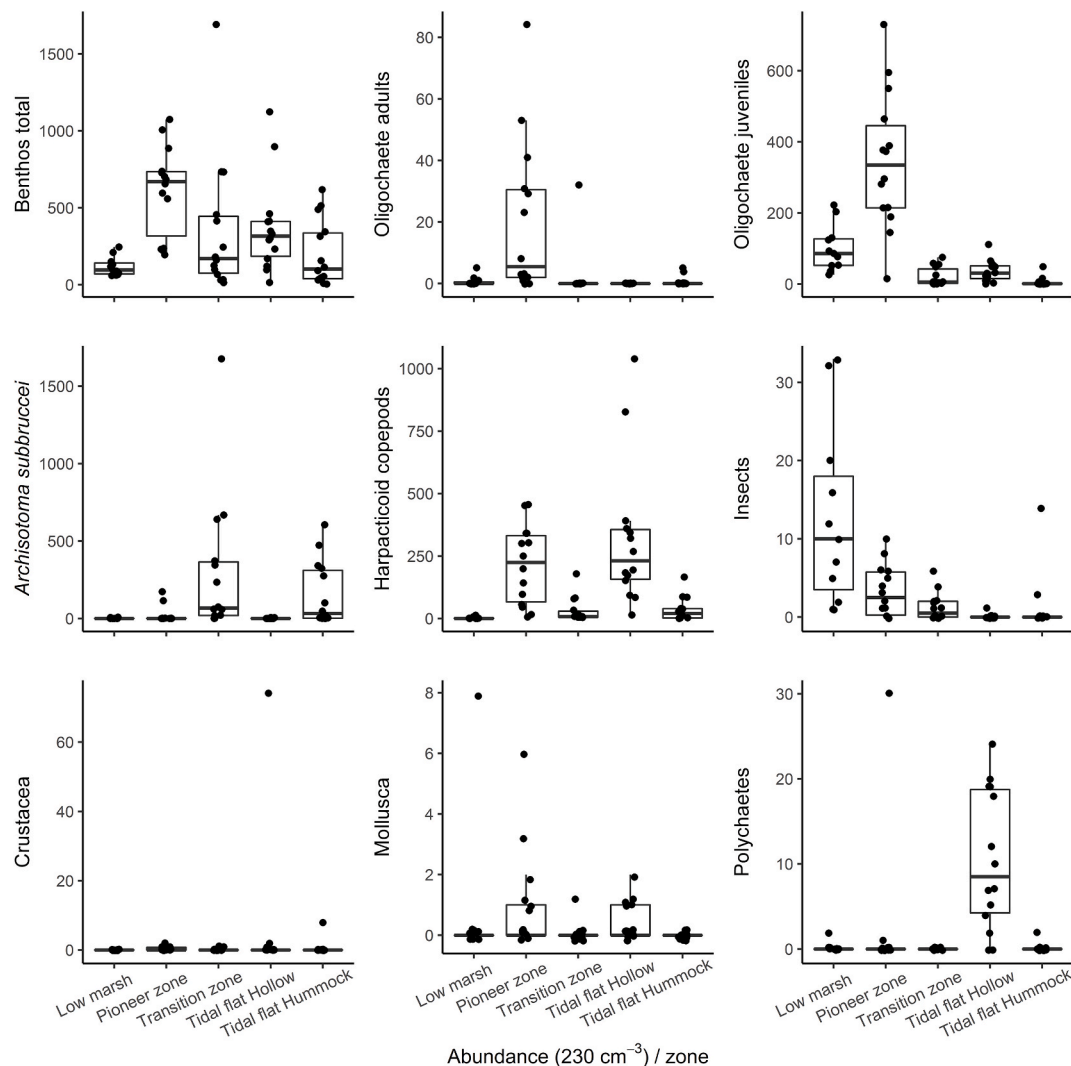 Benthos total
1500
1000
500
0
Oligochaete adults
80
60
40
20
0
Oligochaete juveniles
600
400
200
0
Archisotoma subbruccei
1500
1000
500
0
Harpacticoid copepods
1000
750
500
250
0
Insects
30
20
10
0
Crustacea
60
40
20
0
Low marsh
Pioneer zone
Transition zone
Tidal flat Hollow
Tidal flat Hummock
Mollusca
8
6
4
2
0
Low marsh
Pioneer zone
Transition zone
Tidal flat Hollow
Tidal flat Hummock
Polychaetes
30
20
10
0
Low marsh
Pioneer zone
Transition zone
Tidal flat Hollow
Tidal flat Hummock
Abundance (230 cm⁻³) / zone